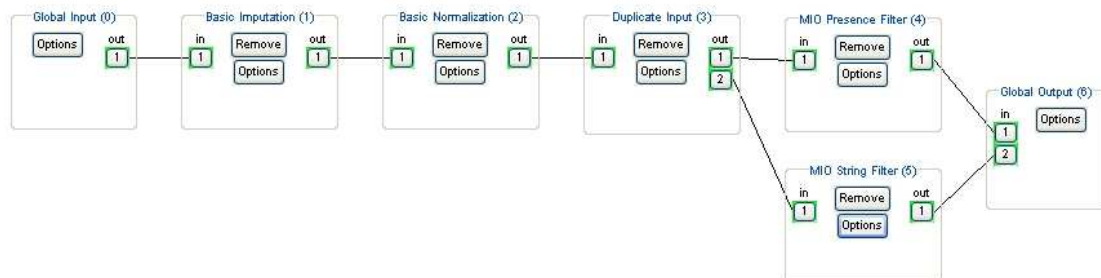 Global Input (0)
Options
out
1
Basic Imputation (1)
in
Remove
out
1
Options
1
Basic Normalization (2)
in
Remove
out
1
Options
1
Duplicate Input (3)
in
Remove
out
1
Options
1
2
MIO Presence Filter (4)
in
Remove
out
1
Options
1
MIO String Filter (5)
in
Remove
out
1
Options
1
Global Output (6)
in
Options
1
2